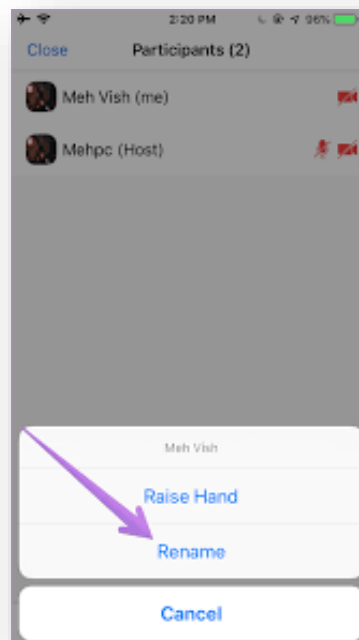 2:20 PM 96%
Close Participants (2)
Meh Vish (me)
Mehpc (Host)
Meh Vish
Raise Hand
Rename
Cancel